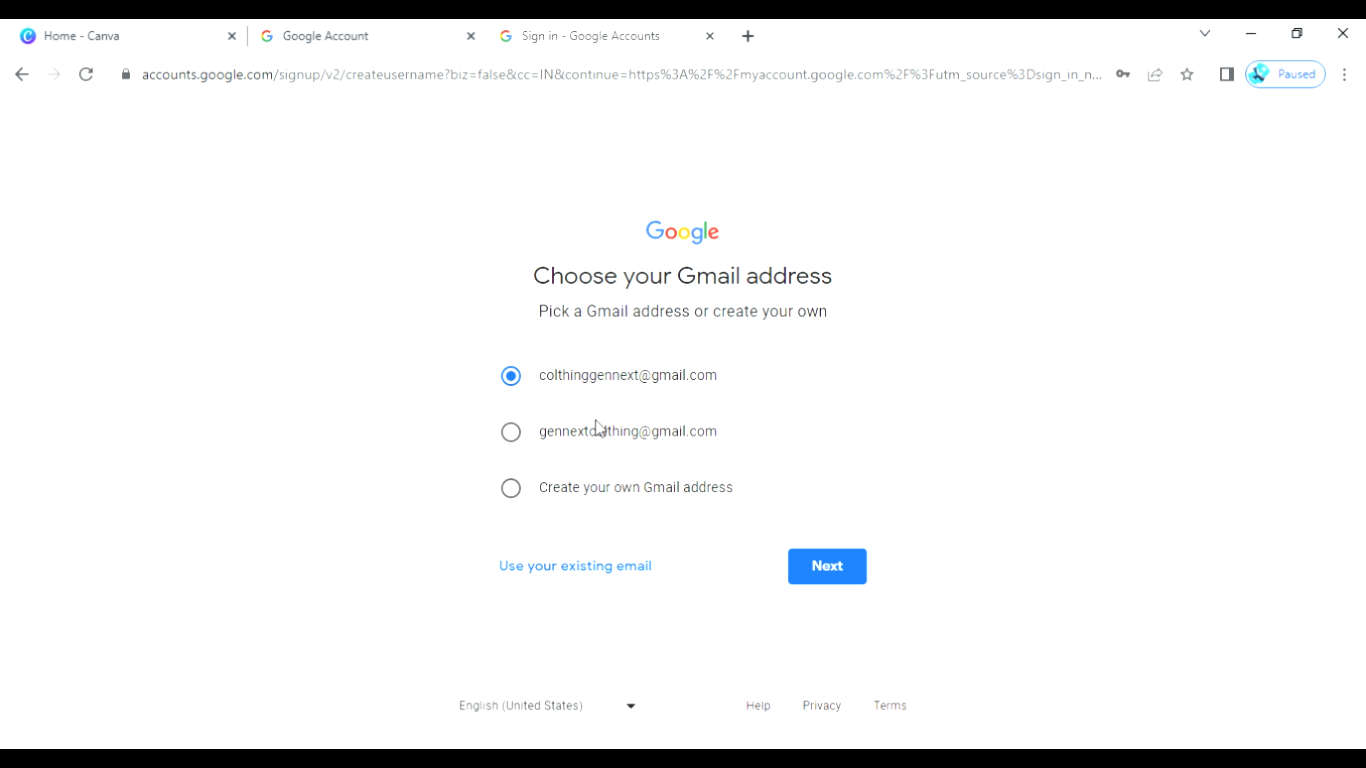 Home - Canva
Google Account
Sign in - Google Accounts
accounts.google.com/signup/v2/createusername?biz=false&cc=IN&continue=https%3A%2F%2Fmyaccount.google.com%2F%3Futm_source%3Dsign_in_n...
Paused
Google
Choose your Gmail address
Pick a Gmail address or create your own
colthinggennext@gmail.com
gennextcolthing@gmail.com
Create your own Gmail address
Use your existing email
Next
English (United States)
Help
Privacy
Terms